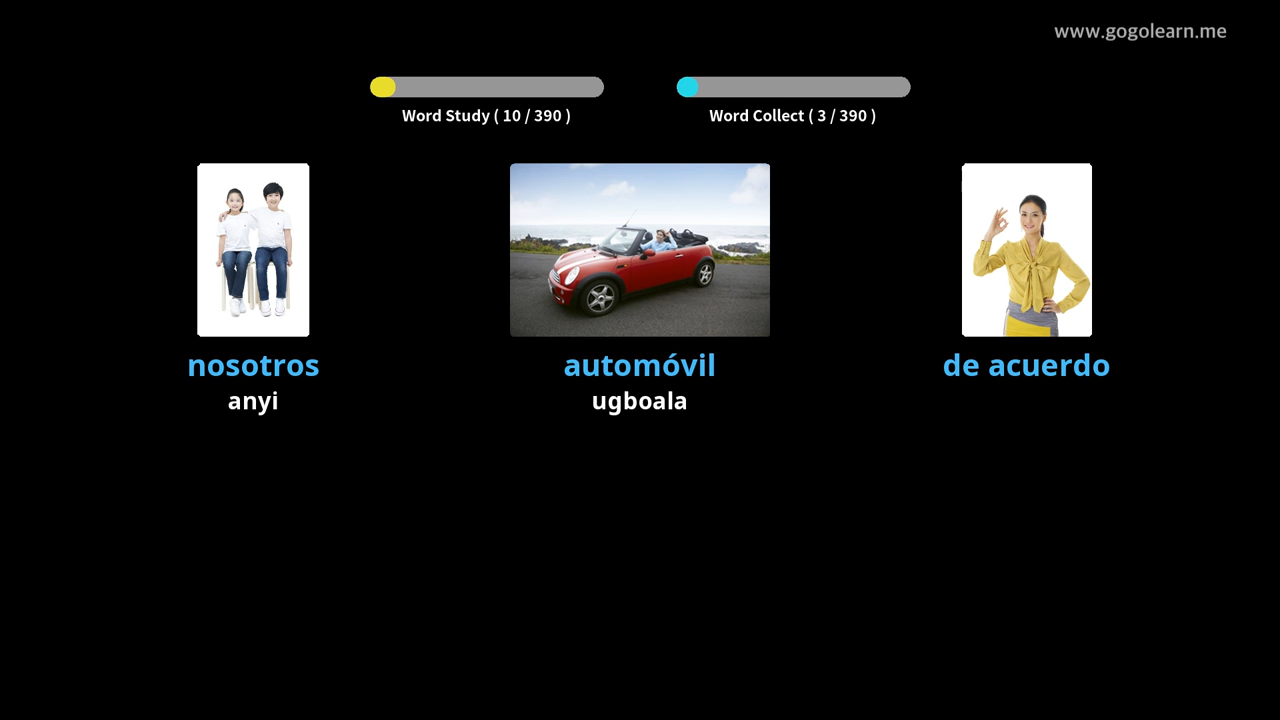 www.gogolearn.me
Word Study ( 10 / 390 )
Word Collect ( 3 / 390 )
nosotros
anyi
automóvil
ugboala
de acuerdo